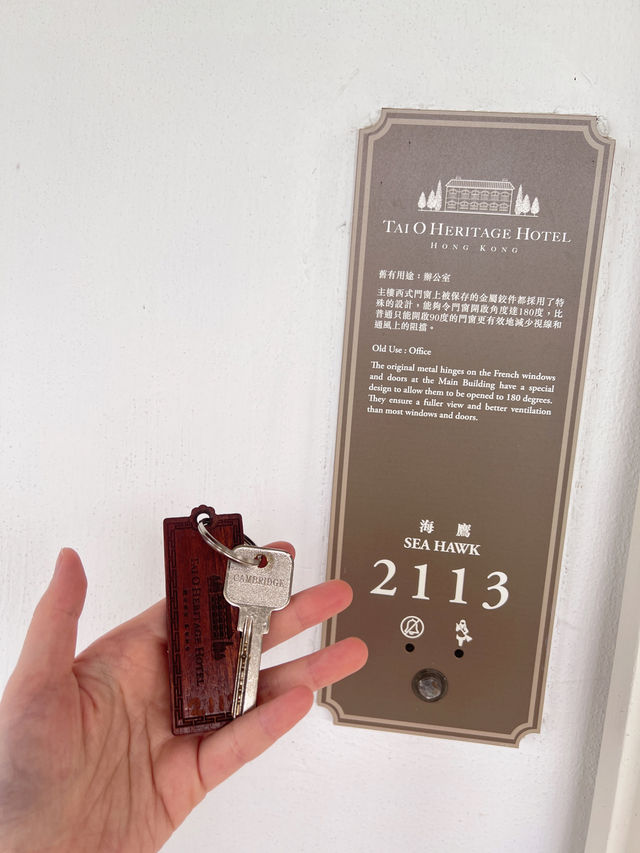 TAI O HERITAGE HOTEL
HONG KONG
舊有用途：辦公室
主樓西式門窗上被保存的金屬鉸件都採用了特
殊的設計，能夠令門窗開啟角度達180度，比
普通只能開啟90度的門窗更有效地減少視線和
通風上的阻擋。
Old Use : Office
The original metal hinges on the French windows
and doors at the Main Building have a special
design to allow them to be opened to 180 degrees.
They ensure a fuller view and better ventilation
than most windows and doors.
海鷹
SEA HAWK
2113
CAMBRIDGE
TAI O HERITAGE HOTEL